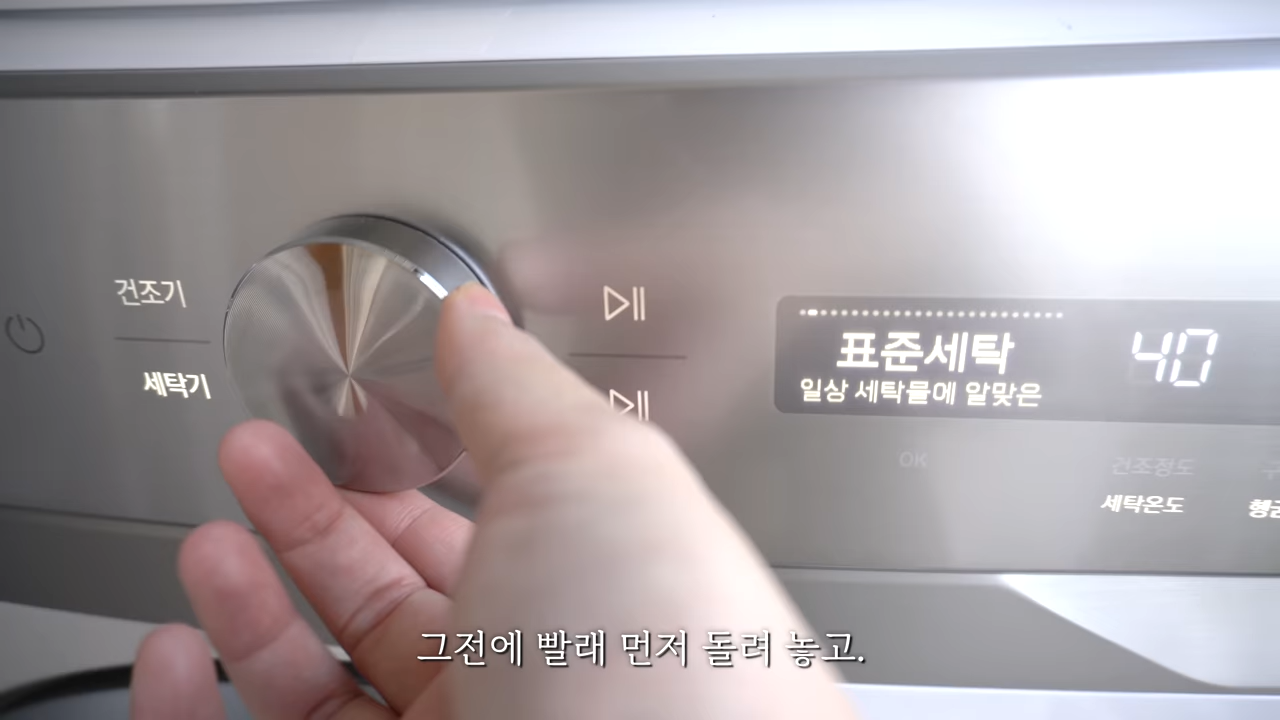 건조기
세탁기
표준세탁
일상 세탁물에 알맞은
40
OK
건조정도
세탁온도
그전에 빨래 먼저 돌려 놓고.